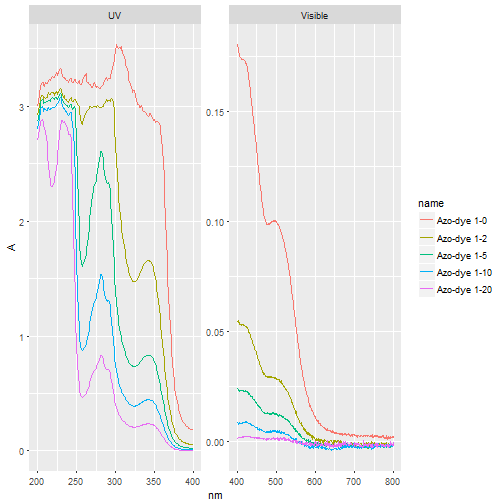 UV
Visible
3
2
1
0
0.15
0.10
0.05
0.00
A
200
250
300
350
400
400
500
600
700
800
nm
name
Azo-dye 1-0
Azo-dye 1-2
Azo-dye 1-5
Azo-dye 1-10
Azo-dye 1-20